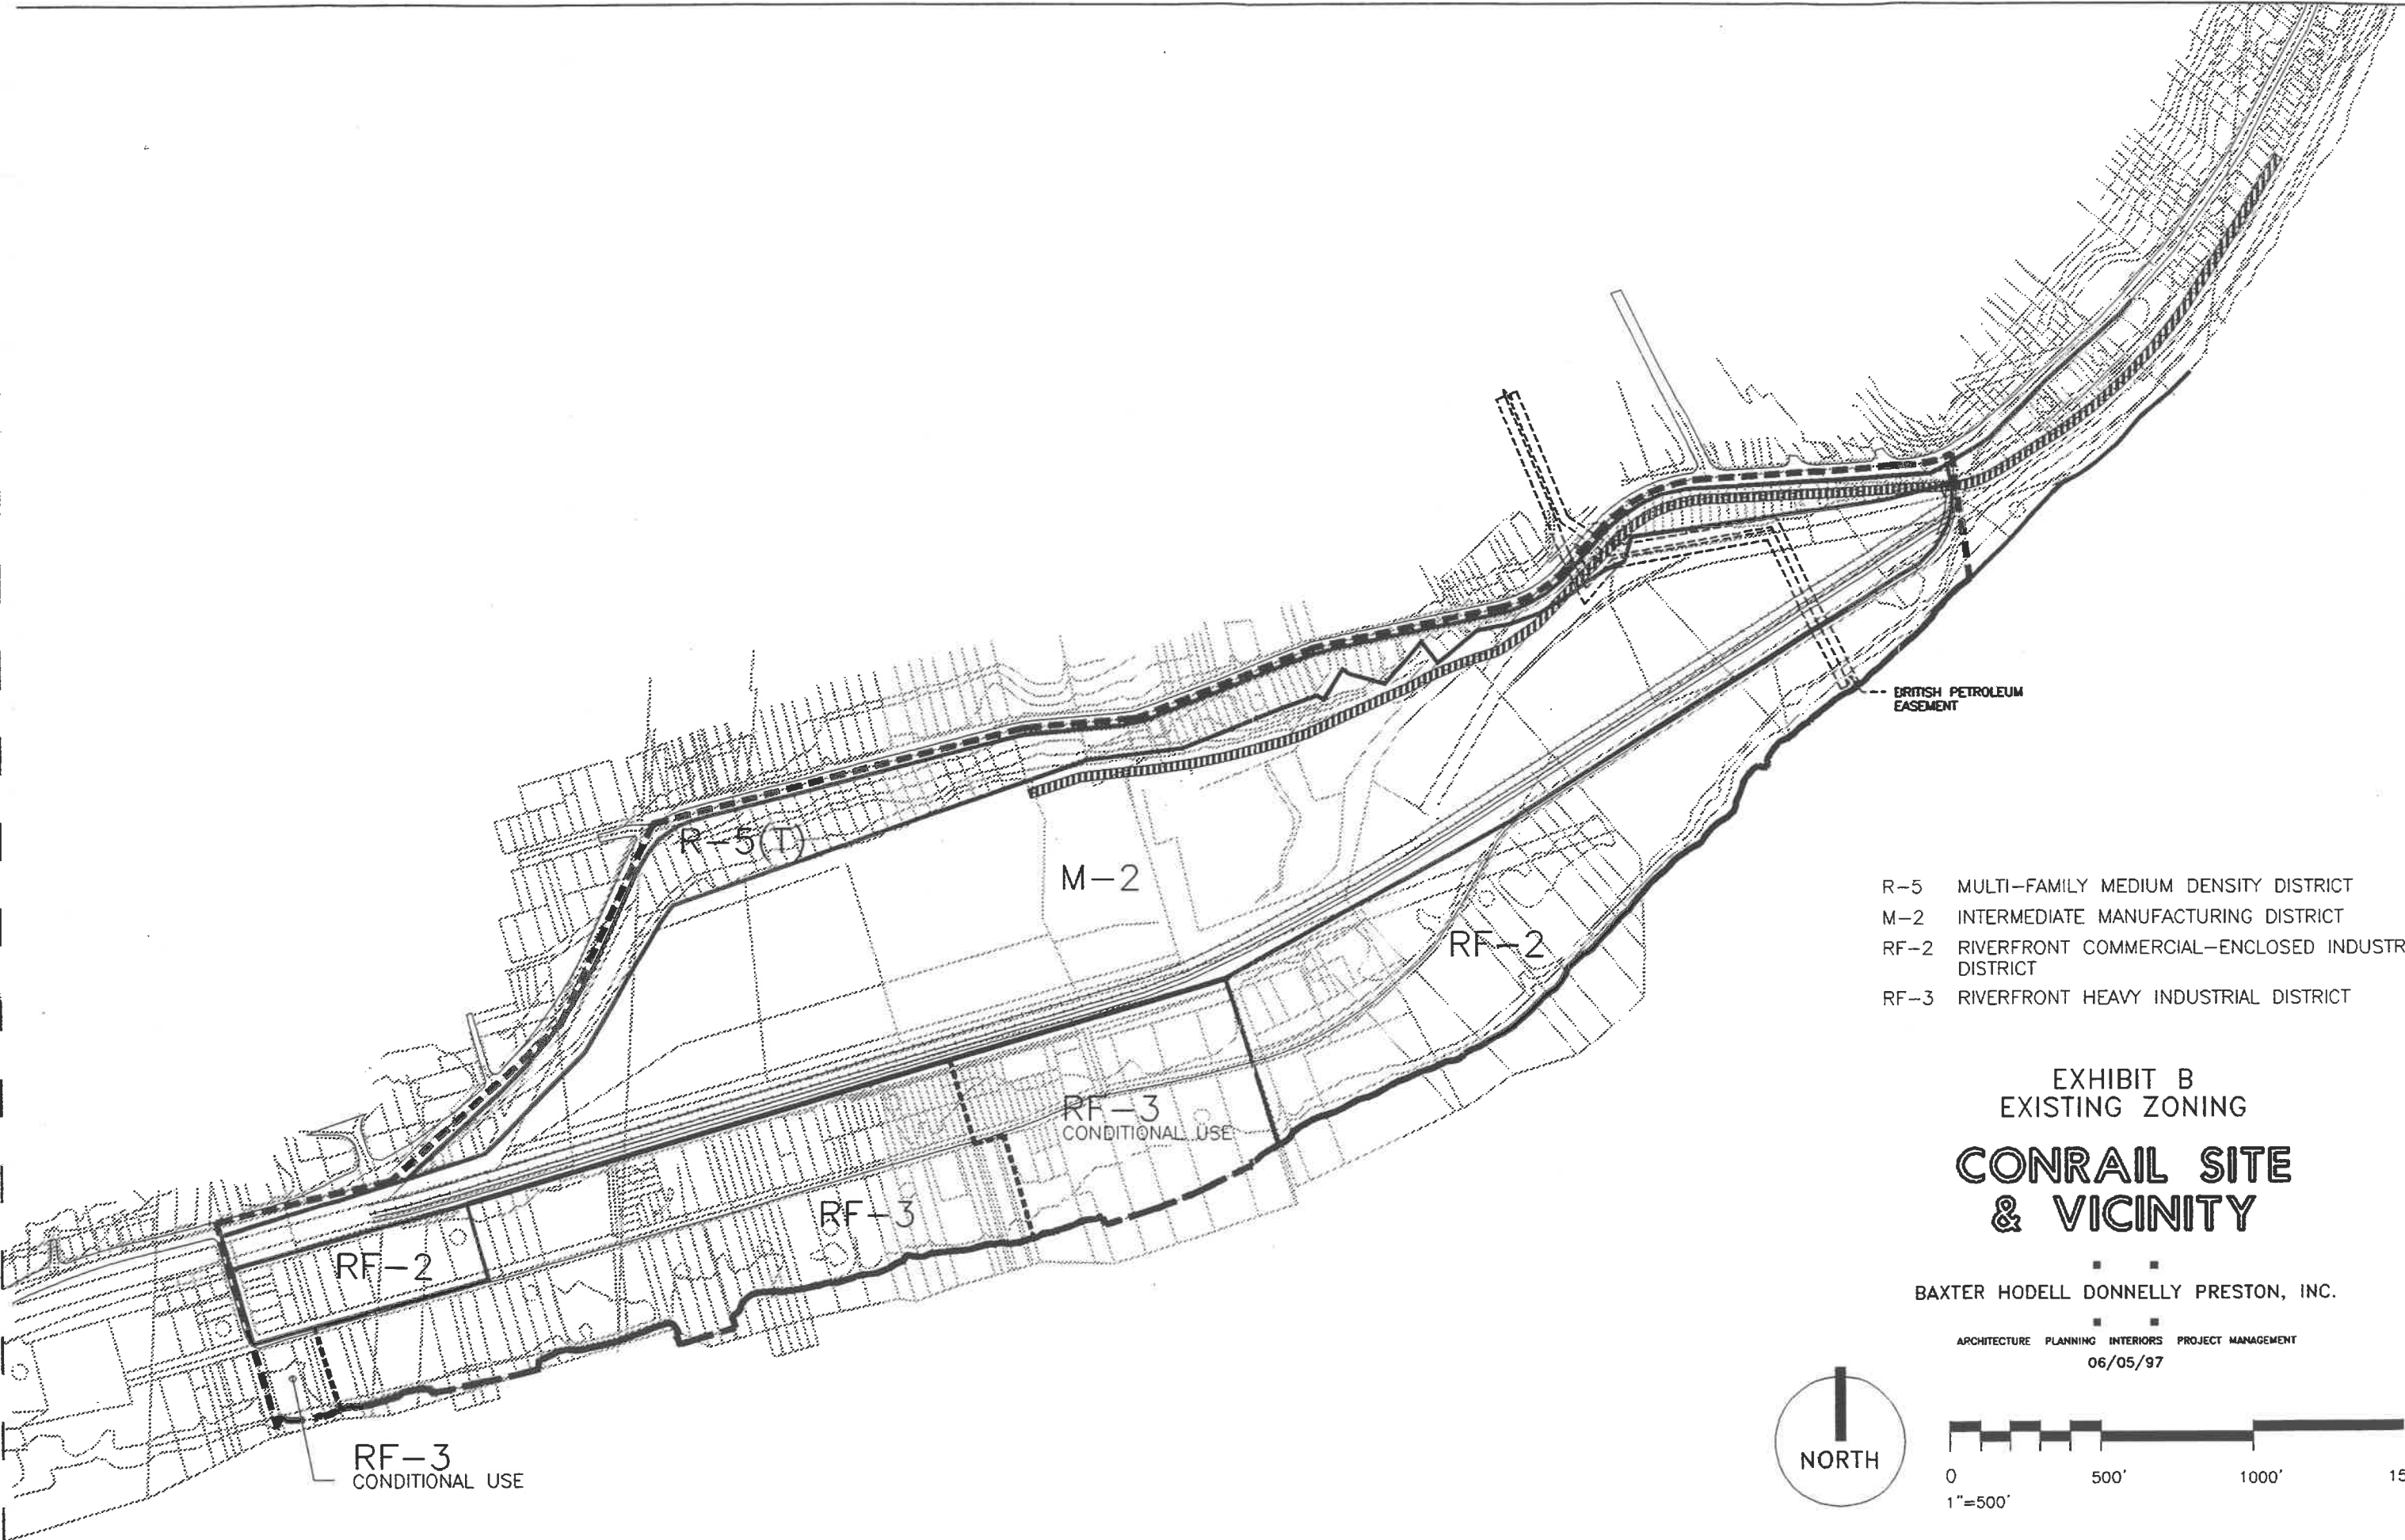 BRITISH PETROLEUM
EASEMENT
R-5(T)
M-2
RF-2
RF-3
CONDITIONAL USE
RF-3
RF-2
RF-3
CONDITIONAL USE
R-5 MULTI-FAMILY MEDIUM DENSITY DISTRICT
M-2 INTERMEDIATE MANUFACTURING DISTRICT
RF-2 RIVERFRONT COMMERCIAL-ENCLOSED INDUSTR
DISTRICT
RF-3 RIVERFRONT HEAVY INDUSTRIAL DISTRICT
EXHIBIT B
EXISTING ZONING
CONRAIL SITE
& VICINITY
BAXTER HODELL DONNELLY PRESTON, INC.
ARCHITECTURE PLANNING INTERIORS PROJECT MANAGEMENT
06/05/97
NORTH
0 500' 1000' 15
1"=500'